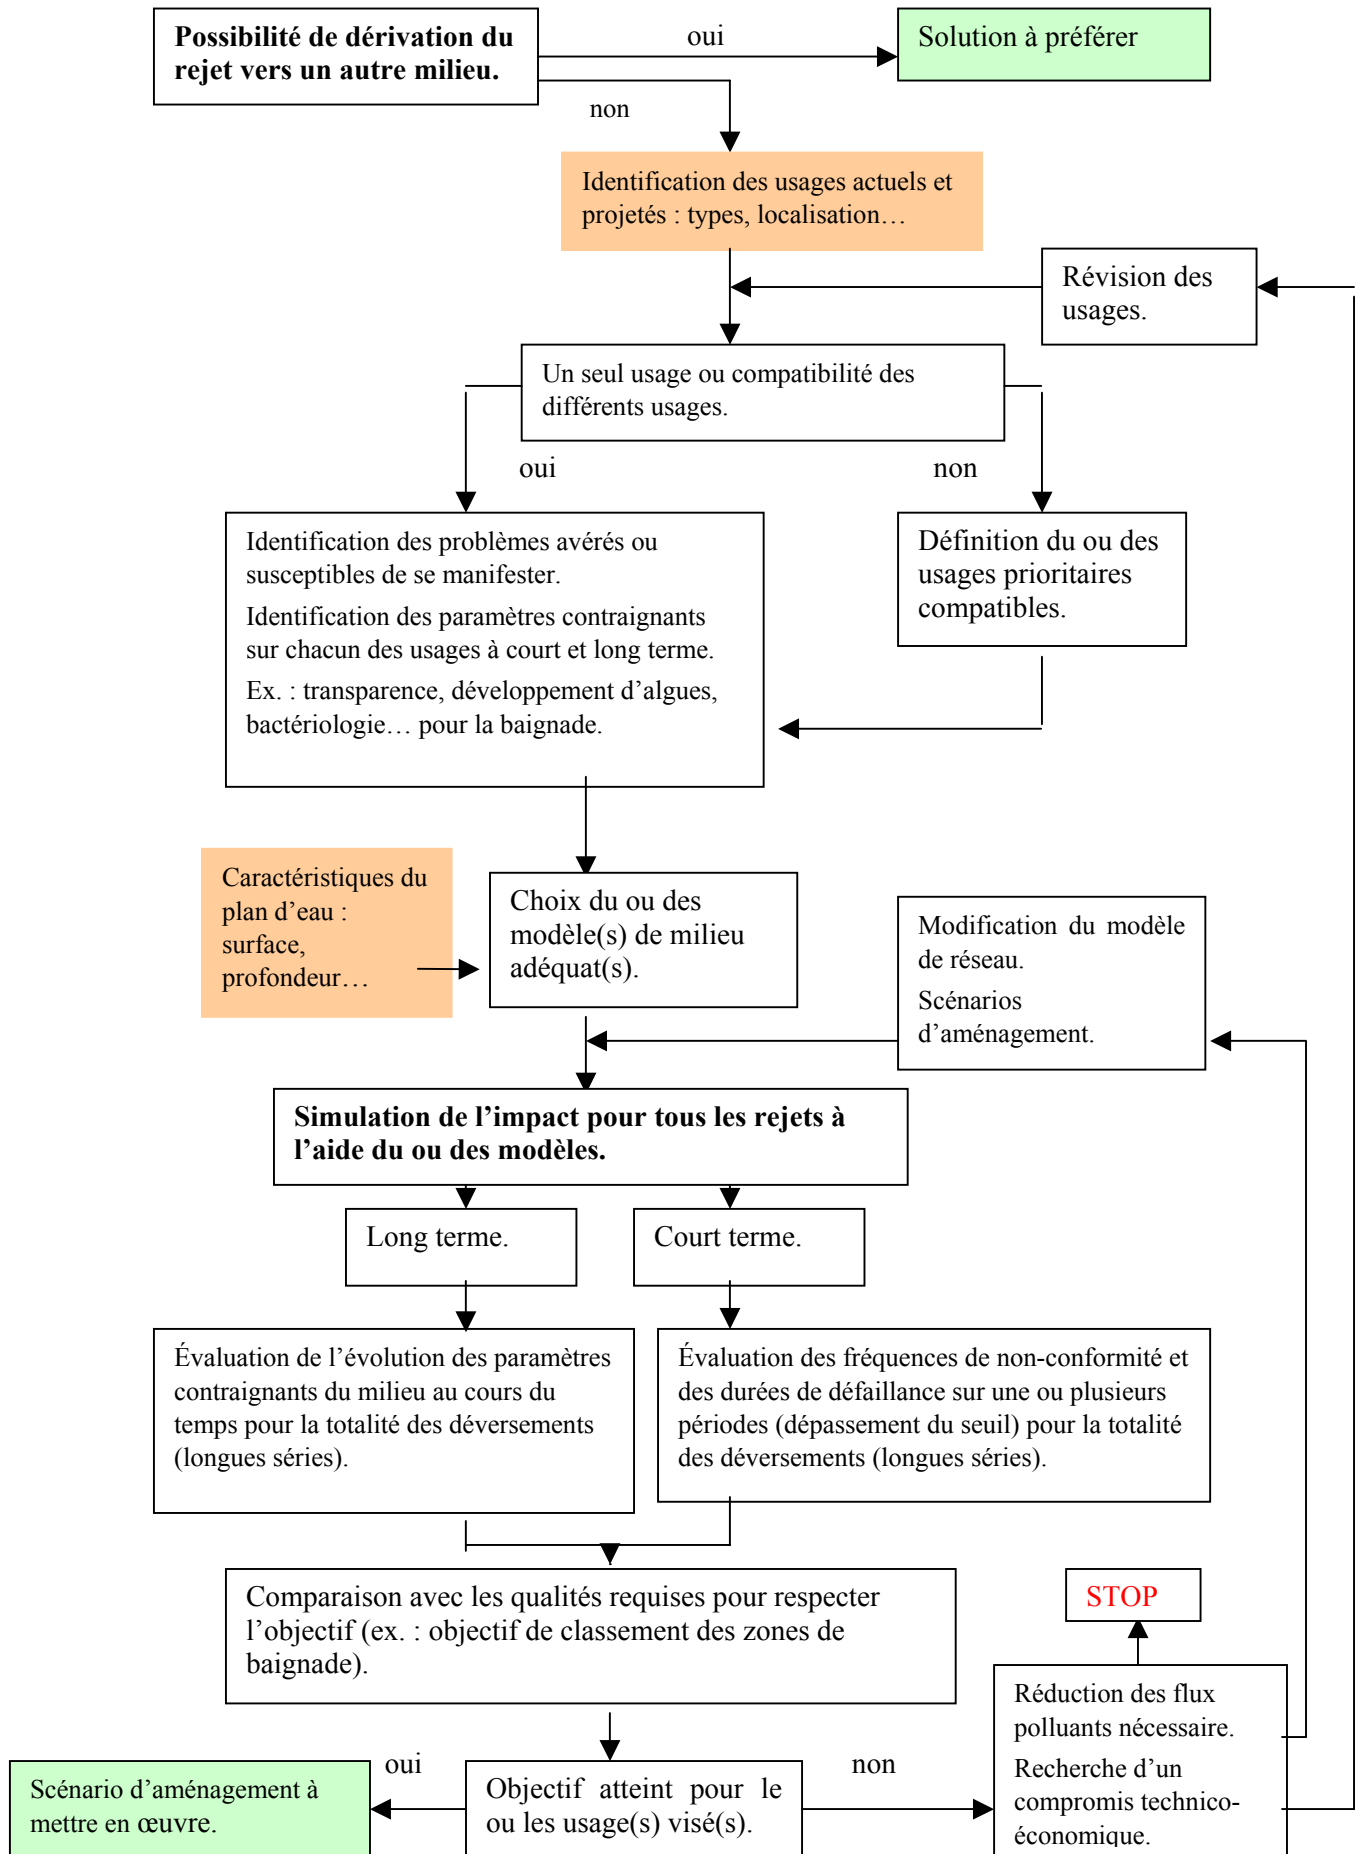 Possibilité de dérivation du
rejet vers un autre milieu.
oui
Solution à préférer
non
Identification des usages actuels et
projetés : types, localisation…
Révision des
usages.
Un seul usage ou compatibilité des
différents usages.
oui
non
Identification des problèmes avérés ou
susceptibles de se manifester.
Identification des paramètres contraignants
sur chacun des usages à court et long terme.
Ex. : transparence, développement d’algues,
bactériologie… pour la baignade.
Définition du ou des
usages prioritaires
compatibles.
Caractéristiques du
plan d’eau :
surface,
profondeur…
Choix du ou des
modèle(s) de milieu
adéquat(s).
Modification du modèle
de réseau.
Scénarios
d’aménagement.
Simulation de l’impact pour tous les rejets à
l’aide du ou des modèles.
Long terme.
Court terme.
Évaluation de l’évolution des paramètres
contraignants du milieu au cours du
temps pour la totalité des déversements
(longues séries).
Évaluation des fréquences de non-conformité et
des durées de défaillance sur une ou plusieurs
périodes (dépassement du seuil) pour la totalité
des déversements (longues séries).
Comparaison avec les qualités requises pour respecter
l’objectif (ex. : objectif de classement des zones de
baignade).
STOP
Réduction des flux
polluants nécessaire.
Recherche d’un
compromis technico-
économique.
oui
non
Scénario d’aménagement à
mettre en œuvre.
Objectif atteint pour le
ou les usage(s) visé(s).